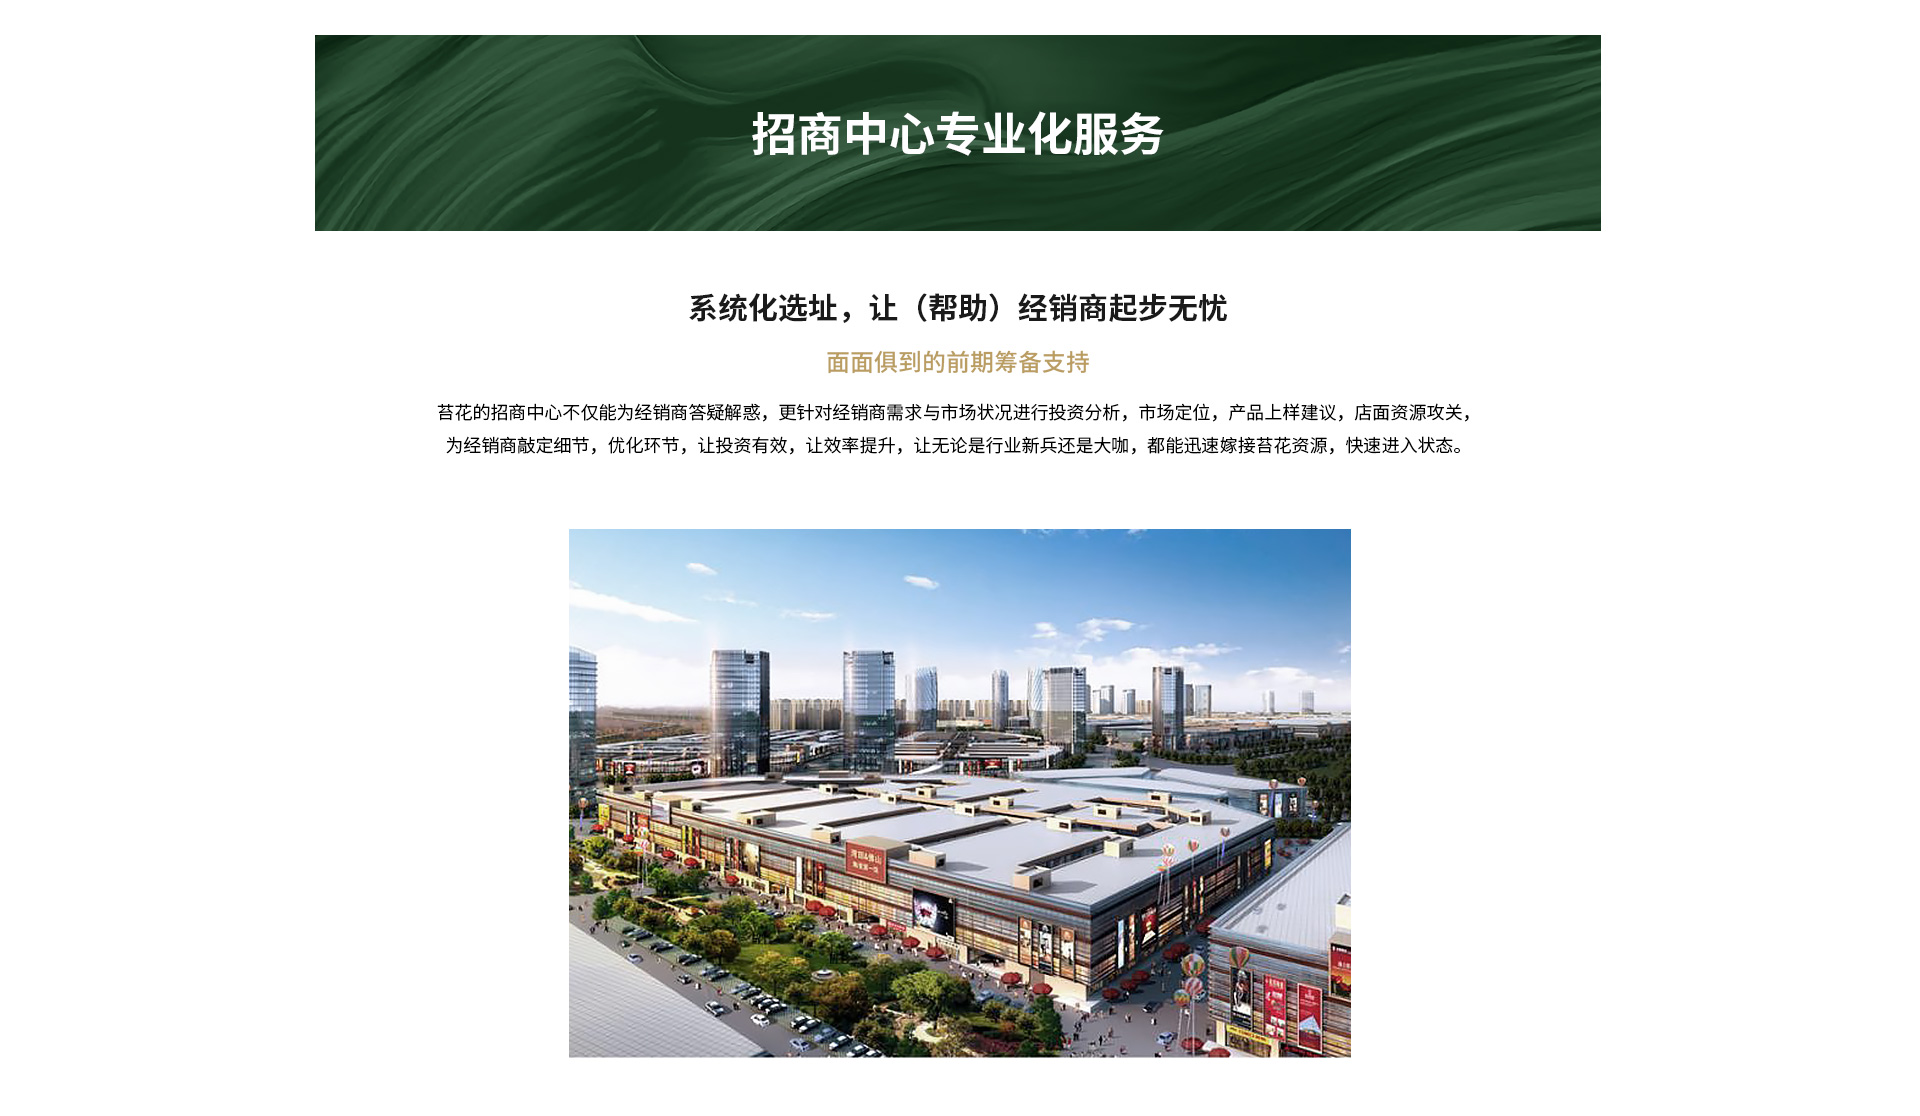 招商中心专业化服务
系统化选址，让（帮助）经销商起步无忧
面面俱到的前期筹备支持
苔花的招商中心不仅能为经销商答疑解惑，更针对经销商需求与市场状况进行投资分析，市场定位，产品上样建议，店面资源攻关，
为经销商敲定细节，优化环节，让投资有效，让效率提升，让无论是行业新兵还是大咖，都能迅速嫁接苔花资源，快速进入状态。